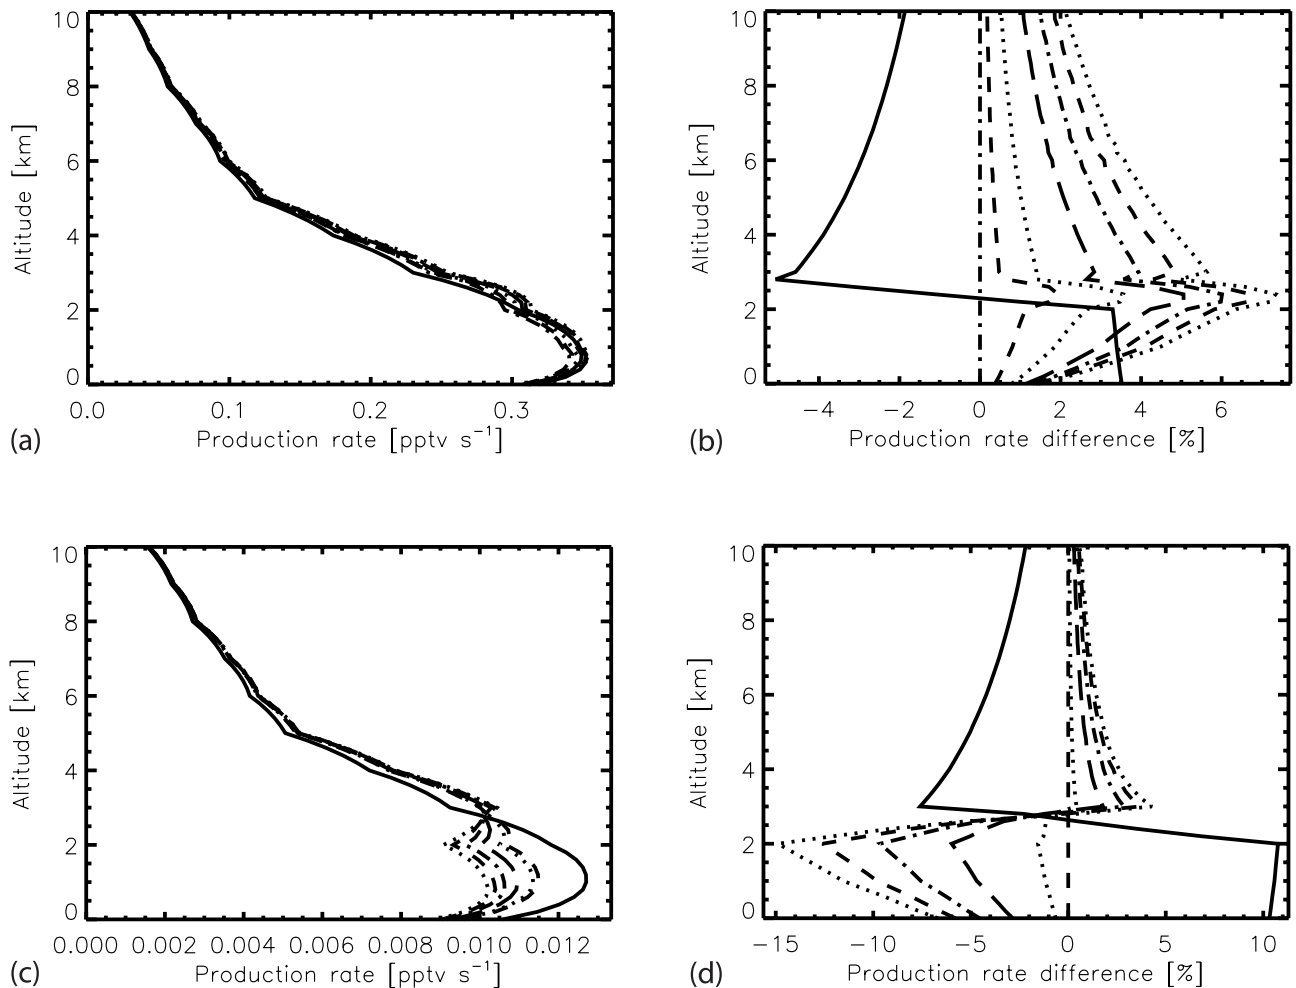 10
8
6
4
2
0
Altitude [km]
0.0 0.1 0.2 0.3
Production rate [pptv s⁻¹]
(a)
10
8
6
4
2
0
Altitude [km]
-4 -2 0 2 4 6
Production rate difference [%]
(b)
10
8
6
4
2
0
Altitude [km]
0.000 0.002 0.004 0.006 0.008 0.010 0.012
Production rate [pptv s⁻¹]
(c)
10
8
6
4
2
0
Altitude [km]
-15 -10 -5 0 5 10
Production rate difference [%]
(d)